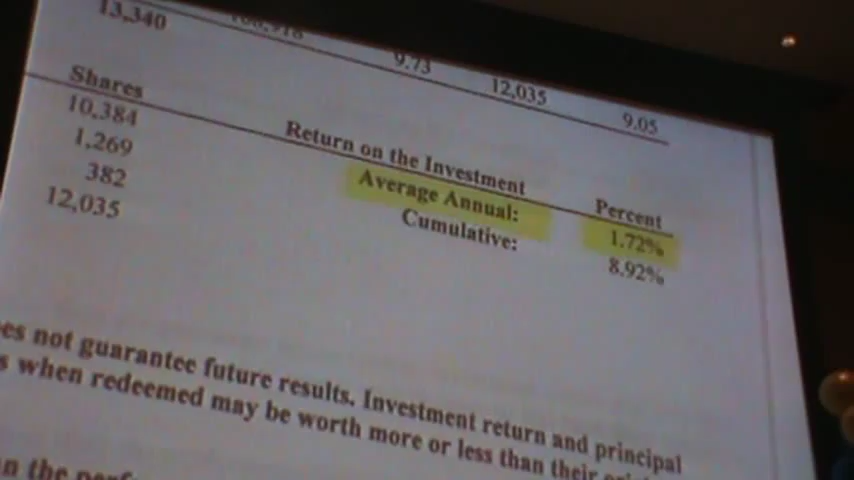 13,340 9.73 12,035 9.05
Shares
10,384
1,269
382
12,035
Return on the Investment Percent
Average Annual: 1.72%
Cumulative: 8.92%
not guarantee future results. Investment return and principal
when redeemed may be worth more or less than their
the